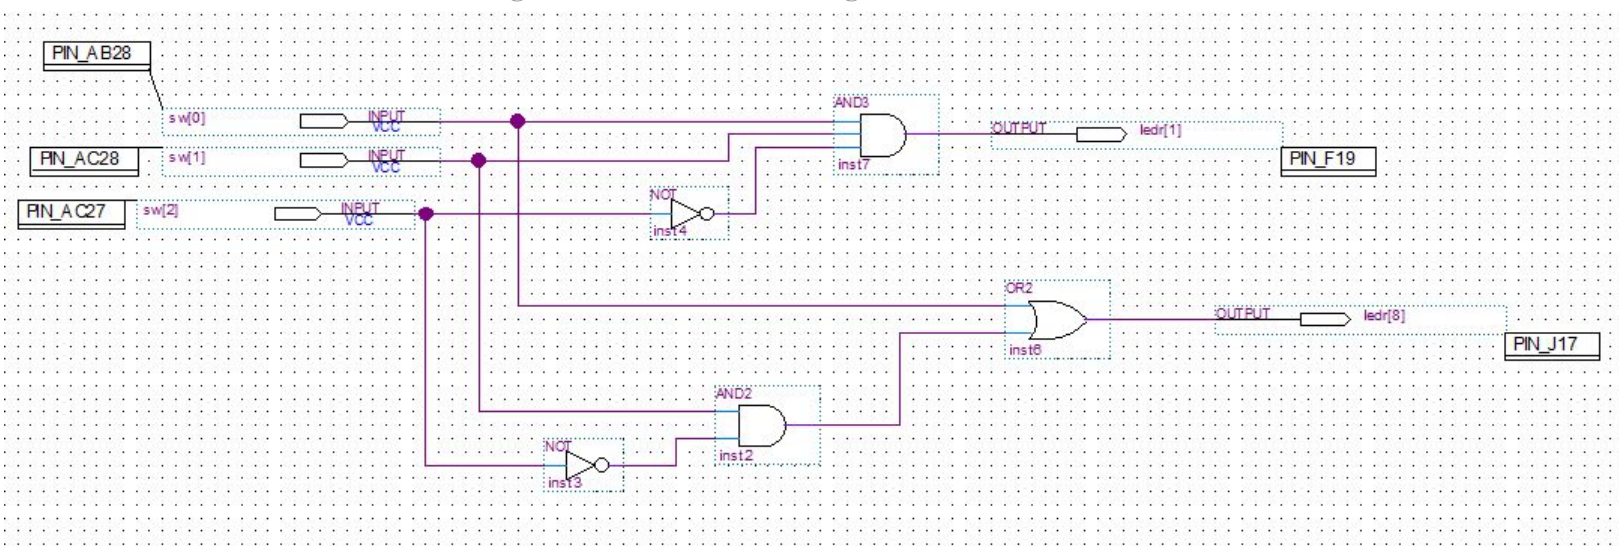 PIN_AB28
sw[0] INPUT
VCC
PIN_AC28
sw[1] INPUT
VCC
PIN_AC27
sw[2] INPUT
VCC
AND3
inst7
OUTPUT ledr[1]
PIN_F19
NOT
inst4
OR2
inst6
OUTPUT ledr[8]
PIN_J17
AND2
inst2
NOT
inst3